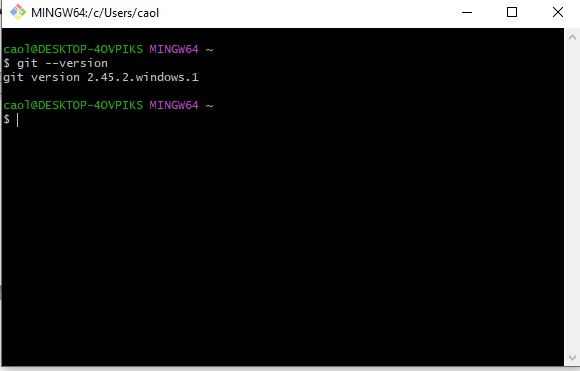 MINGW64:/c/Users/caol
caol@DESKTOP-4OVPIKS MINGW64 ~
$ git --version
git version 2.45.2.windows.1
caol@DESKTOP-4OVPIKS MINGW64 ~
$